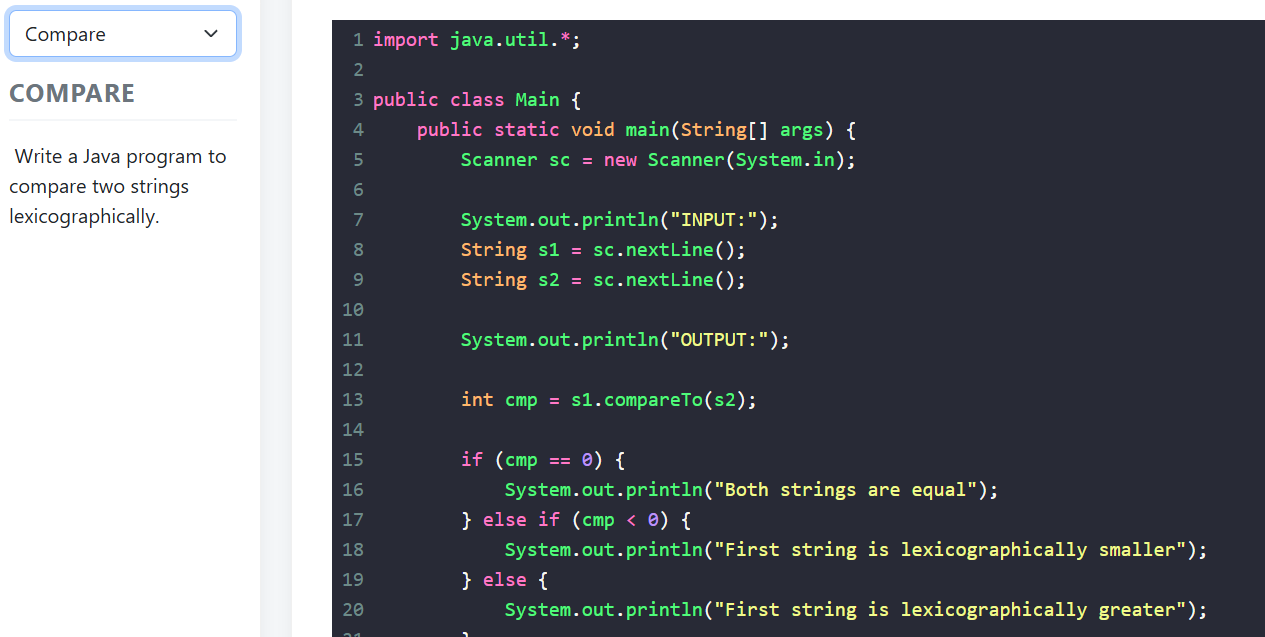 Compare
COMPARE
Write a Java program to
compare two strings
lexicographically.
1 import java.util.*;
2
3 public class Main {
4     public static void main(String[] args) {
5         Scanner sc = new Scanner(System.in);
6
7         System.out.println("INPUT:");
8         String s1 = sc.nextLine();
9         String s2 = sc.nextLine();
10
11         System.out.println("OUTPUT:");
12
13         int cmp = s1.compareTo(s2);
14
15         if (cmp == 0) {
16             System.out.println("Both strings are equal");
17         } else if (cmp < 0) {
18             System.out.println("First string is lexicographically smaller");
19         } else {
20             System.out.println("First string is lexicographically greater");